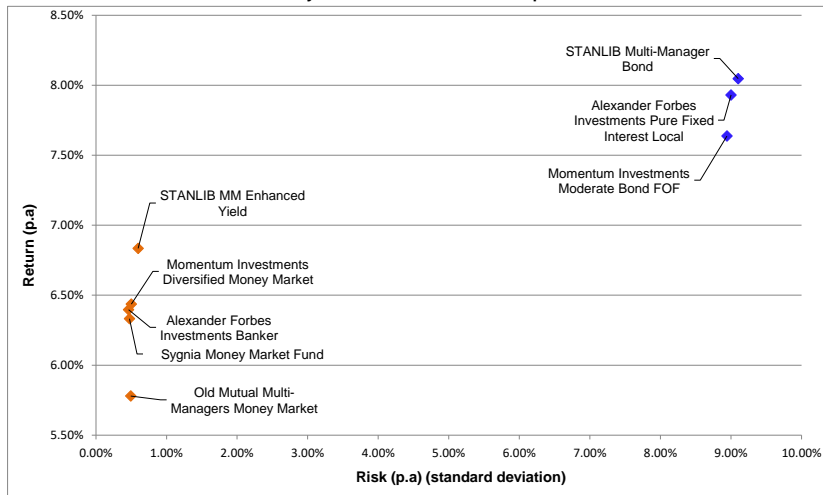 8.50%
STANLIB Multi-Manager
Bond
8.00%
Alexander Forbes
Investments Pure Fixed
Interest Local
7.50%
Momentum Investments
Moderate Bond FOF
STANLIB MM Enhanced
Yield
7.00%
Return (p.a)
Momentum Investments
Diversified Money Market
6.50%
Alexander Forbes
Investments Banker
Sygnia Money Market Fund
6.00%
Old Mutual Multi-
Managers Money Market
5.50%
0.00% 1.00% 2.00% 3.00% 4.00% 5.00% 6.00% 7.00% 8.00% 9.00% 10.00%
Risk (p.a) (standard deviation)